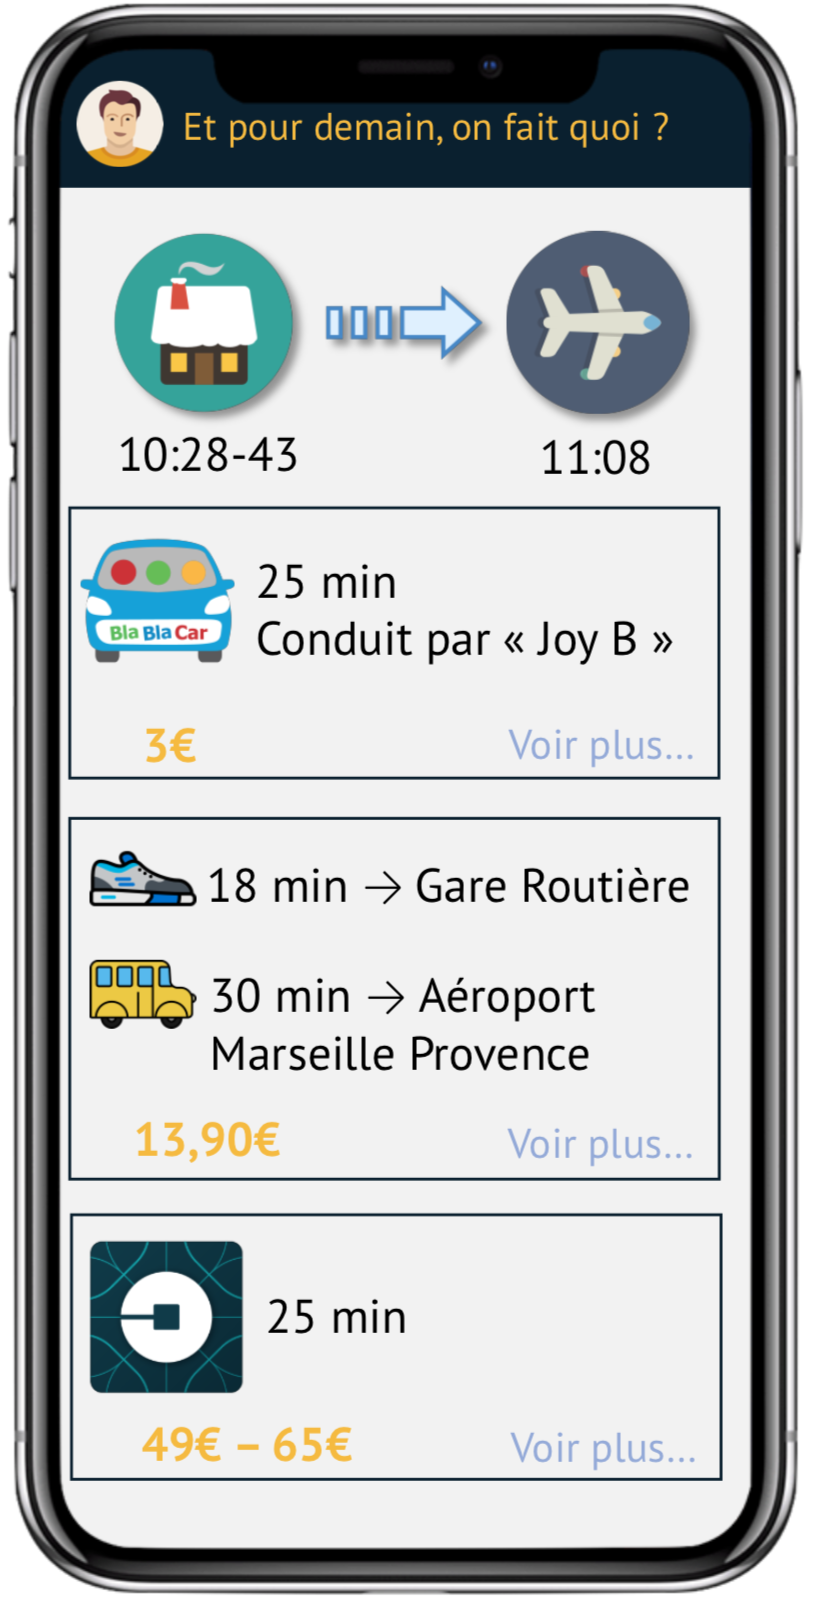 Et pour demain, on fait quoi ?
10:28-43
11:08
Bla Bla Car
25 min
Conduit par « Joy B »
3€
Voir plus...
18 min → Gare Routière
30 min → Aéroport
Marseille Provence
13,90€
Voir plus...
25 min
49€ – 65€
Voir plus...